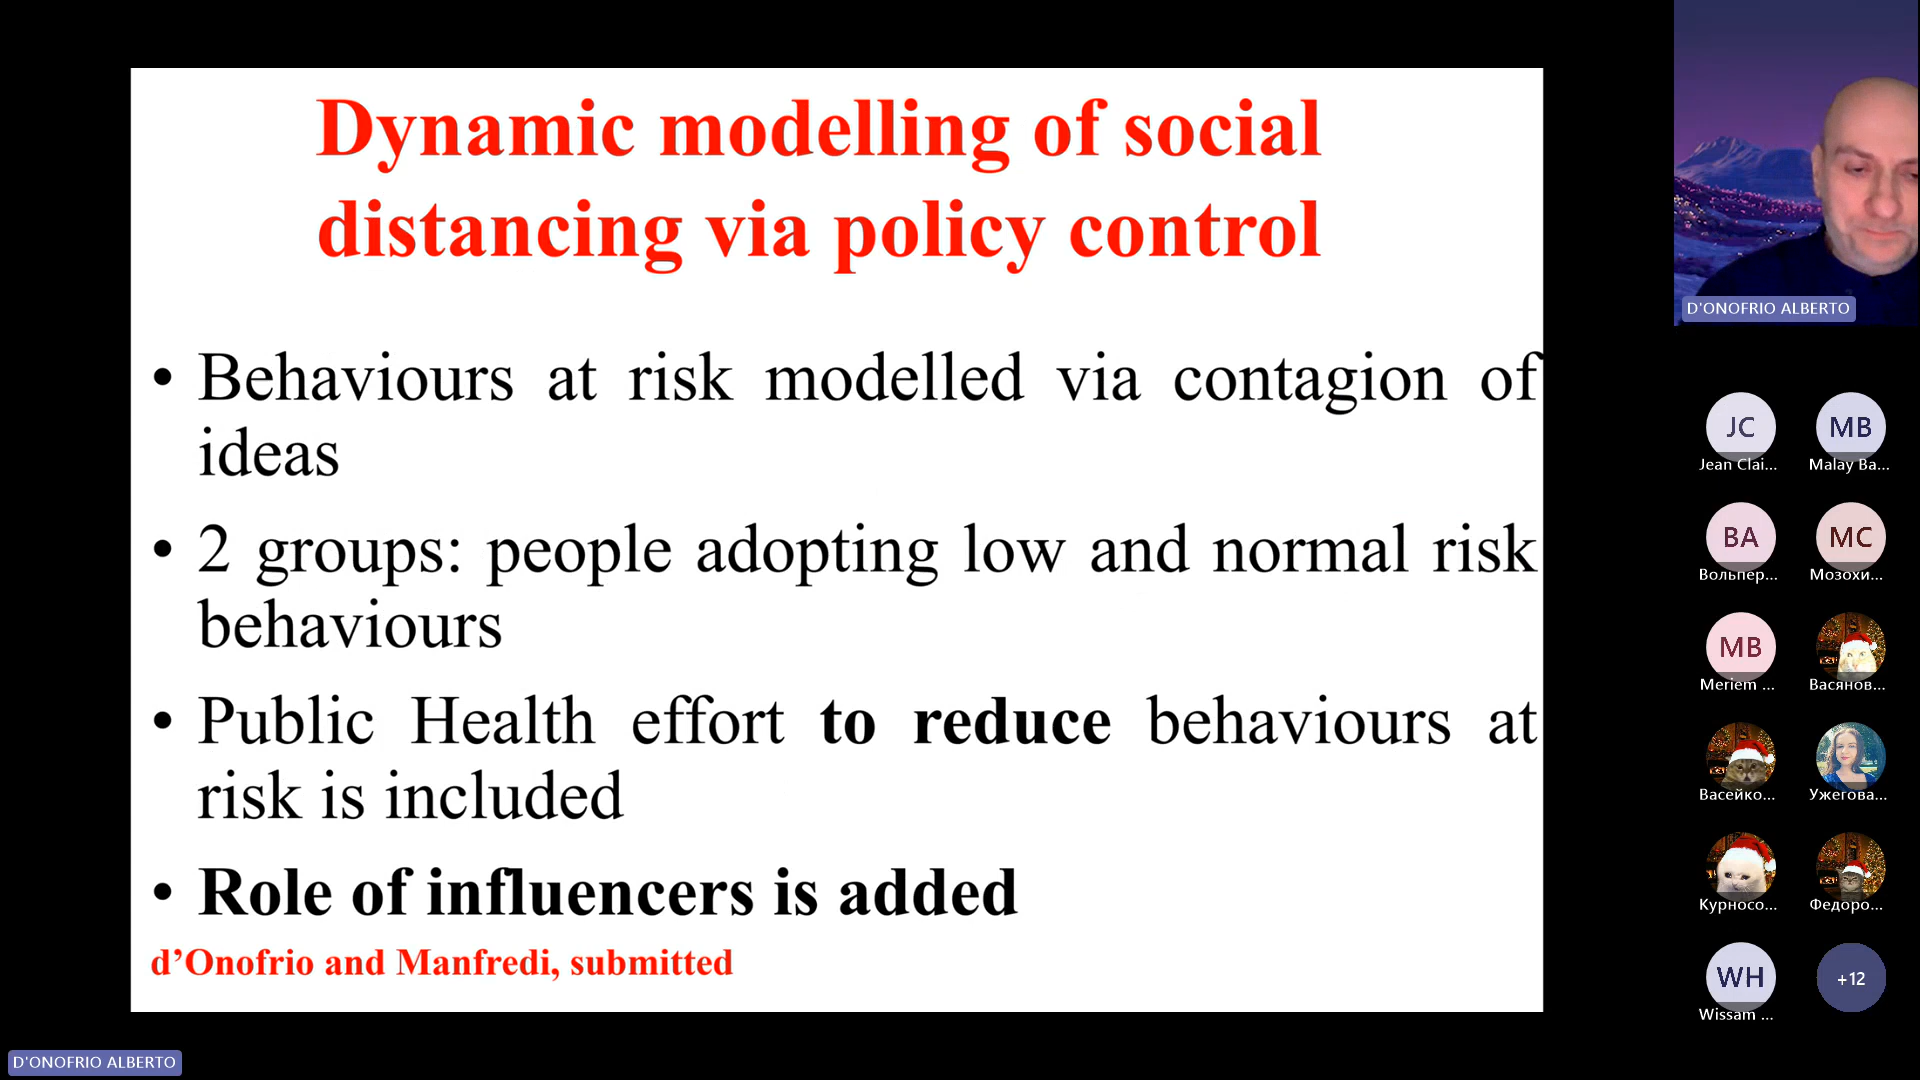 Dynamic modelling of social
distancing via policy control
• Behaviours at risk modelled via contagion of
ideas
• 2 groups: people adopting low and normal risk
behaviours
• Public Health effort to reduce behaviours at
risk is included
• Role of influencers is added
d’Onofrio and Manfredi, submitted
D'ONOFRIO ALBERTO
JC
Jean Clai...
MB
Malay Ba...
BA
Вольпер...
MC
Мозохи...
MB
Meriem ...
Васянов...
Васейко...
Ужегова...
Курносо...
Федоро...
WH
Wissam ...
+12
D'ONOFRIO ALBERTO